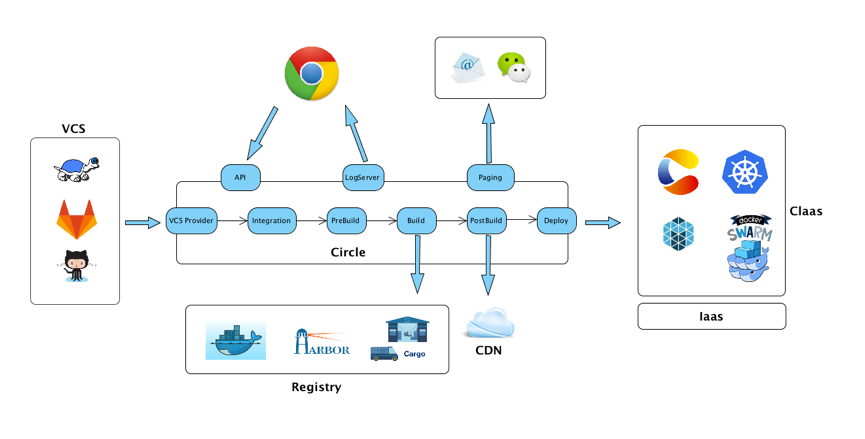 VCS
API
LogServer
Paging
VCS Provider
Integration
PreBuild
Build
PostBuild
Deploy
Circle
HARBOR
Cargo
Registry
CDN
docker
SWARM
Claas
Iaas